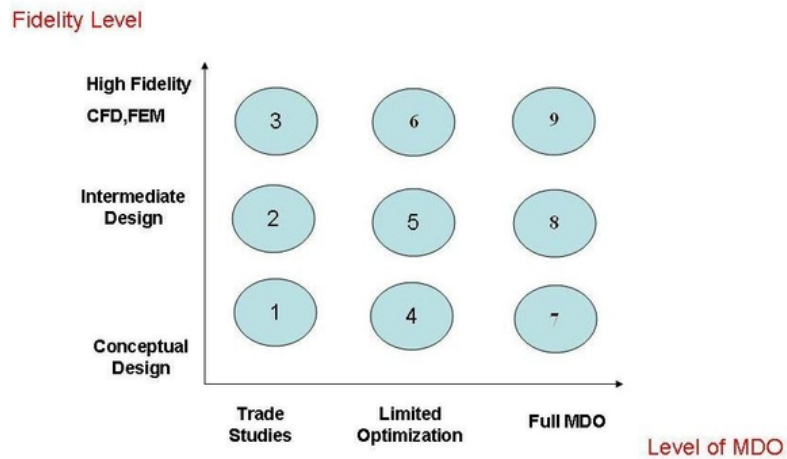 Fidelity Level
High Fidelity
CFD,FEM
3
6
9
Intermediate
Design
2
5
8
1
4
7
Conceptual
Design
Trade
Studies
Limited
Optimization
Full MDO
Level of MDO